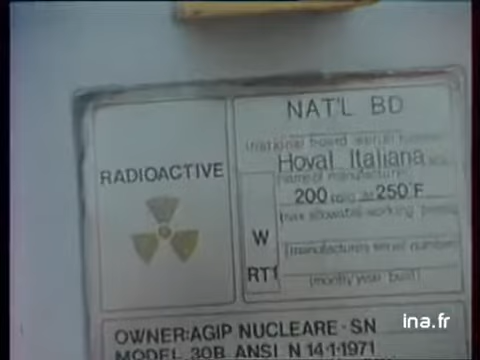 NAT'L BD
(national board serial number)
Hoval Italiana
name of manufacturer
RADIOACTIVE
200 PSIG at 250°F
max allowable working
W
(manufacturers serial number
RT1
(month/year built)
OWNER:AGIP NUCLEARE-SN
MODEL 30B ANSI N 14·1·1971
ina.fr